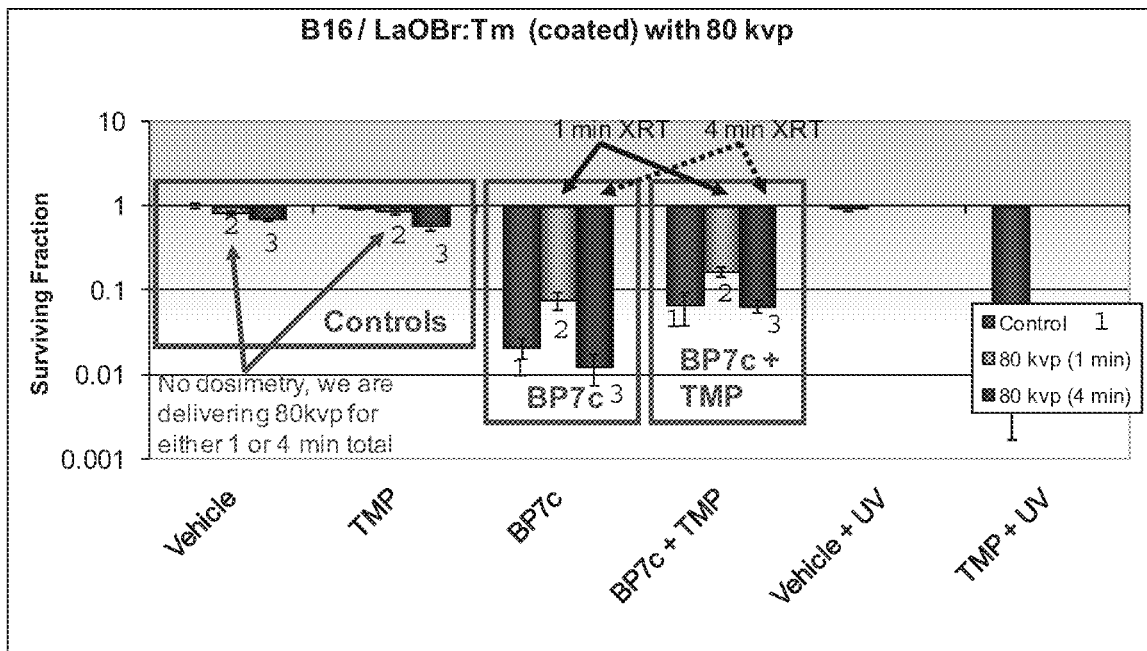 B16 / LaOBr:Tm (coated) with 80 kvp
1 min XRT
4 min XRT
Surviving Fraction
10
1
0.1
0.01
0.001
2
3
2
3
Controls
No dosimetry, we are
delivering 80kvp for
either 1 or 4 min total
1
2
3
BP7c
1
2
3
BP7c +
TMP
Control 1
80 kvp (1 min)
80 kvp (4 min)
Vehicle
TMP
BP7c
BP7c + TMP
Vehicle + UV
TMP + UV